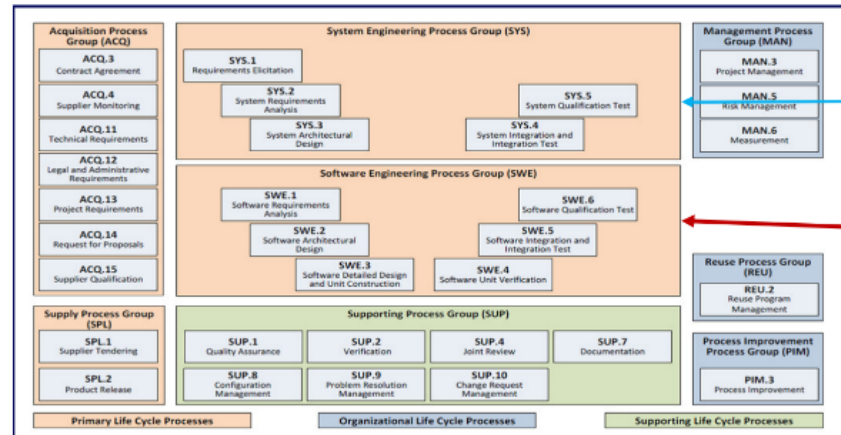 Acquisition Process
Group (ACQ)
ACQ.3
Contract Agreement
ACQ.4
Supplier Monitoring
ACQ.11
Technical Requirements
ACQ.12
Legal and Administrative
Requirements
ACQ.13
Project Requirements
ACQ.14
Request for Proposals
ACQ.15
Supplier Qualification
System Engineering Process Group (SYS)
SYS.1
Requirements Elicitation
SYS.2
System Requirements
Analysis
SYS.3
System Architectural
Design
SYS.5
System Qualification Test
SYS.4
System Integration and
Integration Test
Management Process
Group (MAN)
MAN.3
Project Management
MAN.5
Risk Management
MAN.6
Measurement
Software Engineering Process Group (SWE)
SWE.1
Software Requirements
Analysis
SWE.2
Software Architectural
Design
SWE.3
Software Detailed Design
and Unit Construction
SWE.6
Software Qualification Test
SWE.5
Software Integration and
Integration Test
SWE.4
Software Unit Verification
Reuse Process Group
(REU)
REU.2
Reuse Program
Management
Supply Process Group
(SPL)
SPL.1
Supplier Tendering
SPL.2
Product Release
Supporting Process Group (SUP)
SUP.1
Quality Assurance
SUP.2
Verification
SUP.4
Joint Review
SUP.7
Documentation
SUP.8
Configuration
Management
SUP.9
Problem Resolution
Management
SUP.10
Change Request
Management
Process Improvement
Process Group (PIM)
PIM.3
Process Improvement
Primary Life Cycle Processes
Organizational Life Cycle Processes
Supporting Life Cycle Processes